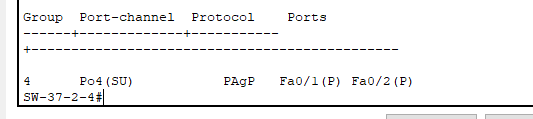 Group  Port-channel  Protocol    Ports
------+-------------+-----------
+---------------------------------------------

4      Po4(SU)           PAgP   Fa0/1(P) Fa0/2(P)
SW-37-2-4#